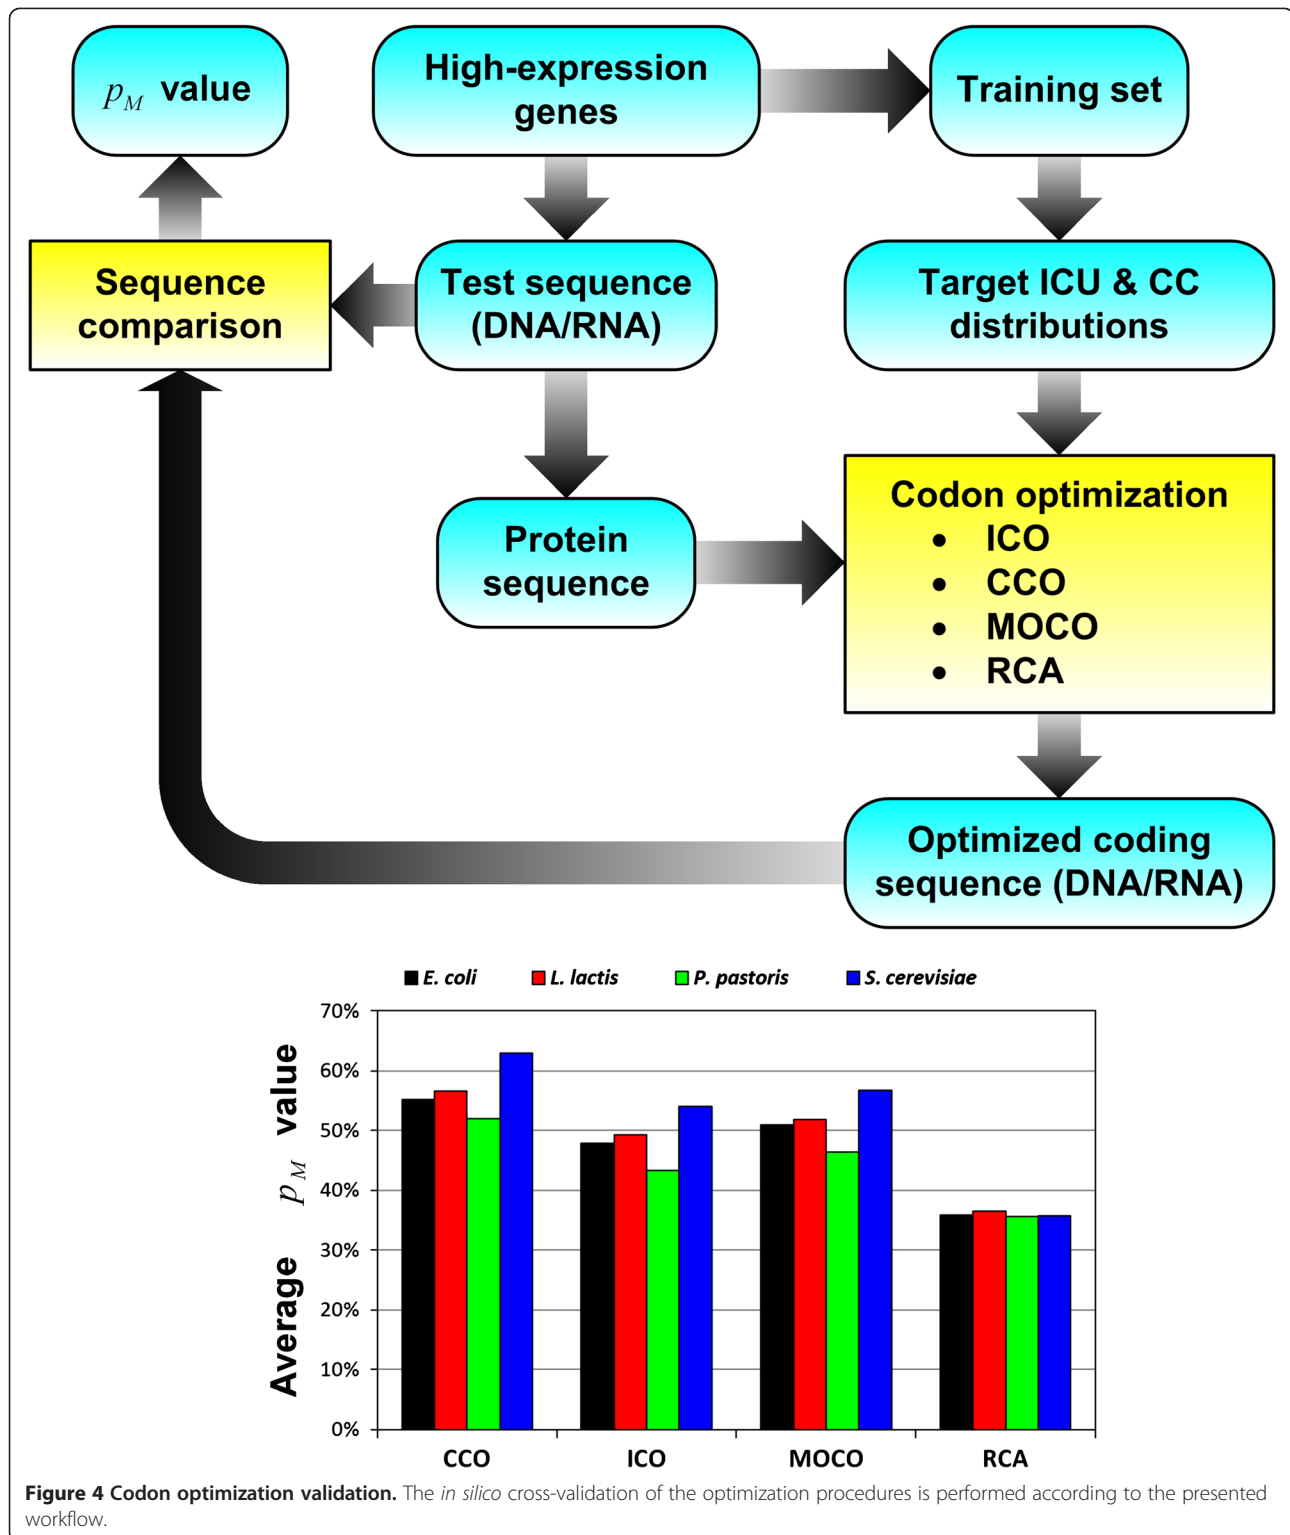 p_M value
High-expression
genes
Training set
Sequence
comparison
Test sequence
(DNA/RNA)
Target ICU & CC
distributions
Protein
sequence
Codon optimization
• ICO
• CCO
• MOCO
• RCA
Optimized coding
sequence (DNA/RNA)
E. coli L. lactis P. pastoris S. cerevisiae
Average p_M value
70%
60%
50%
40%
30%
20%
10%
0%
CCO ICO MOCO RCA
Figure 4 Codon optimization validation. The in silico cross-validation of the optimization procedures is performed according to the presented
workflow.